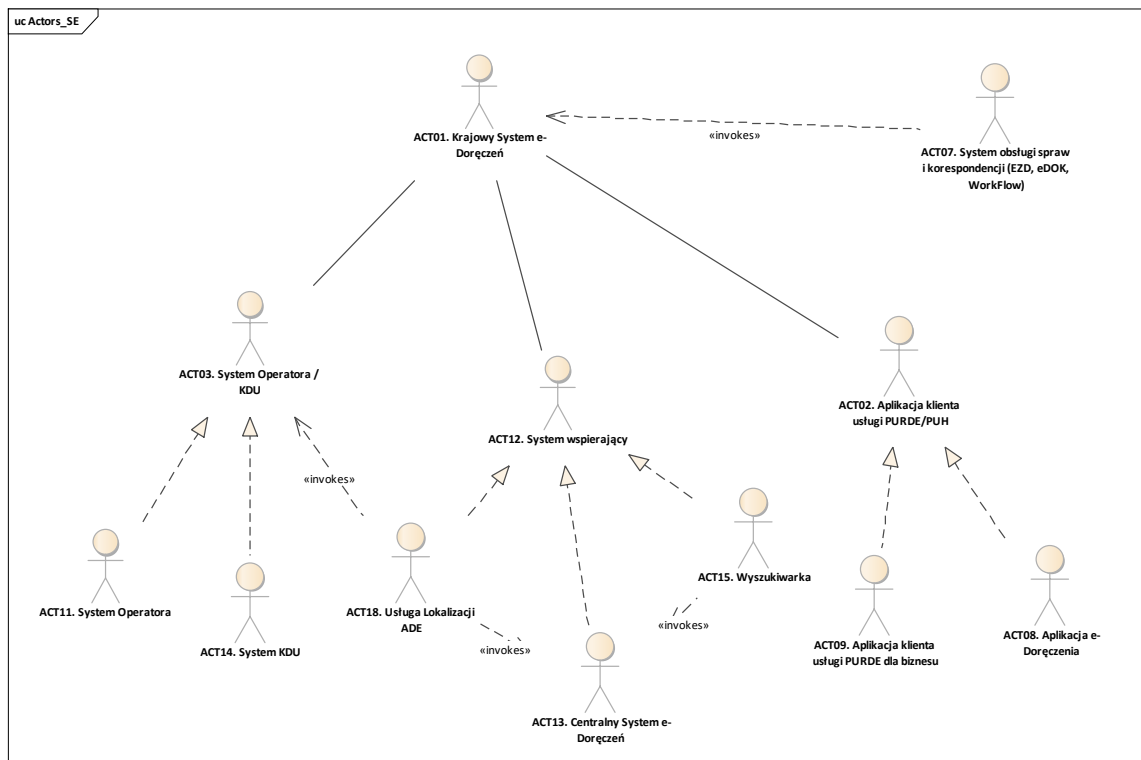 uc Actors_SE
ACT01. Krajowy System e-
Doręczeń
«invokes»
ACT07. System obsługi spraw
i korespondencji (EZD, eDOK,
WorkFlow)
ACT03. System Operatora /
KDU
ACT12. System wspierający
ACT02. Aplikacja klienta
usługi PURDE/PUH
«invokes»
ACT11. System Operatora
ACT14. System KDU
ACT18. Usługa Lokalizacji
ADE
ACT15. Wyszukiwarka
«invokes»
«invokes»
ACT13. Centralny System e-
Doręczeń
ACT09. Aplikacja klienta
usługi PURDE dla biznesu
ACT08. Aplikacja e-
Doręczenia